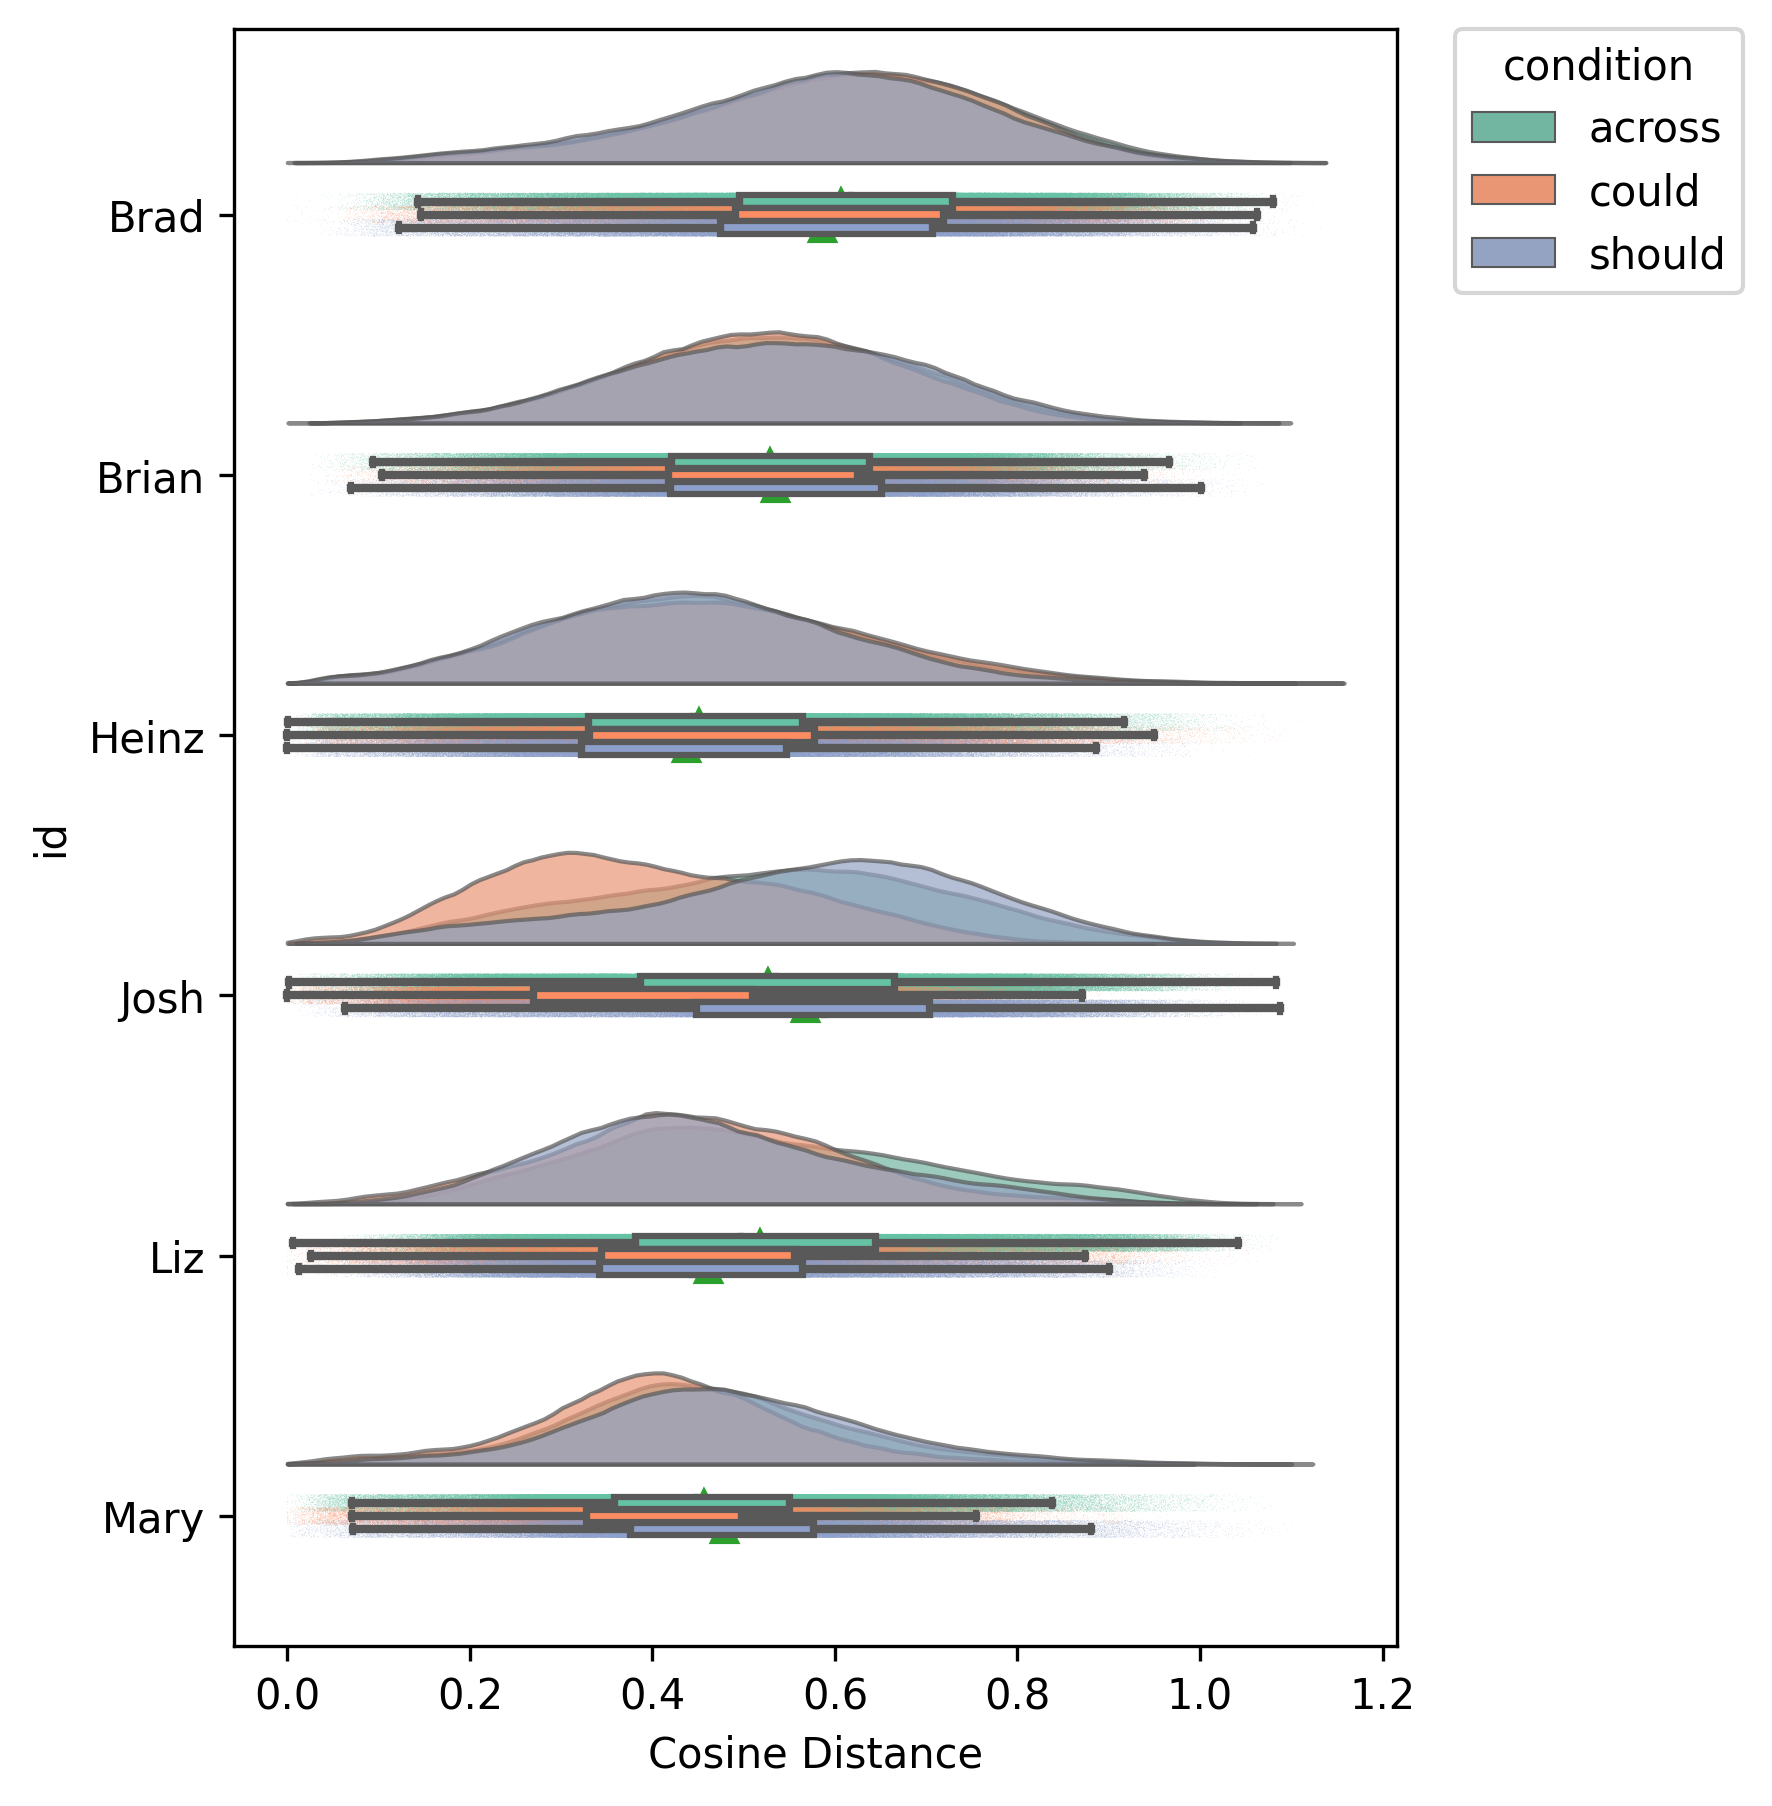 condition
across
could
should
Brad
Brian
Heinz
Josh
Liz
Mary
id
0.0 0.2 0.4 0.6 0.8 1.0 1.2
Cosine Distance